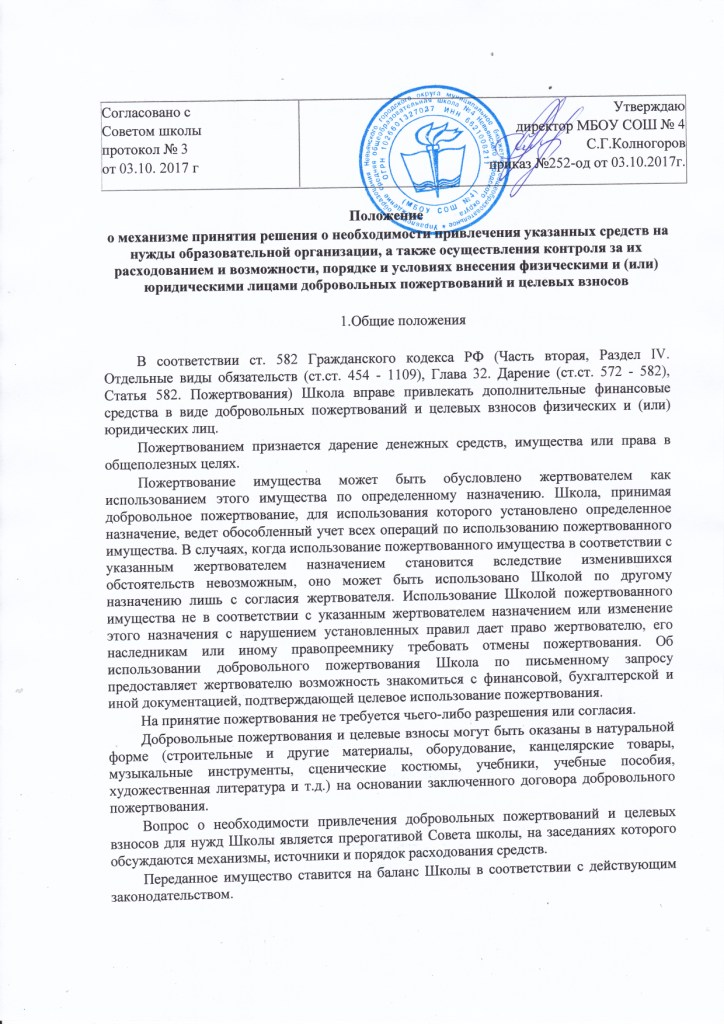 Согласовано с
Советом школы
протокол № 3
от 03.10. 2017 г
Утверждаю
директор МБОУ СОШ № 4
С.Г.Колногоров
приказ №252-од от 03.10.2017г.
(МБОУ СОШ №4)
Положение
о механизме принятия решения о необходимости привлечения указанных средств на
нужды образовательной организации, а также осуществления контроля за их
расходованием и возможности, порядке и условиях внесения физическими и (или)
юридическими лицами добровольных пожертвований и целевых взносов
1.Общие положения
В соответствии ст. 582 Гражданского кодекса РФ (Часть вторая, Раздел IV.
Отдельные виды обязательств (ст.ст. 454 - 1109), Глава 32. Дарение (ст.ст. 572 - 582),
Статья 582. Пожертвования) Школа вправе привлекать дополнительные финансовые
средства в виде добровольных пожертвований и целевых взносов физических и (или)
юридических лиц.
Пожертвованием признается дарение денежных средств, имущества или права в
общеполезных целях.
Пожертвование имущества может быть обусловлено жертвователем как
использованием этого имущества по определенному назначению. Школа, принимая
добровольное пожертвование, для использования которого установлено определенное
назначение, ведет обособленный учет всех операций по использованию пожертвованного
имущества. В случаях, когда использование пожертвованного имущества в соответствии с
указанным жертвователем назначением становится вследствие изменившихся
обстоятельств невозможным, оно может быть использовано Школой по другому
назначению лишь с согласия жертвователя. Использование Школой пожертвованного
имущества не в соответствии с указанным жертвователем назначением или изменение
этого назначения с нарушением установленных правил дает право жертвователю, его
наследникам или иному правопреемнику требовать отмены пожертвования. Об
использовании добровольного пожертвования Школа по письменному запросу
предоставляет жертвователю возможность знакомиться с финансовой, бухгалтерской и
иной документацией, подтверждающей целевое использование пожертвования.
На принятие пожертвования не требуется чьего-либо разрешения или согласия.
Добровольные пожертвования и целевые взносы могут быть оказаны в натуральной
форме (строительные и другие материалы, оборудование, канцелярские товары,
музыкальные инструменты, сценические костюмы, учебники, учебные пособия,
художественная литература и т.д.) на основании заключенного договора добровольного
пожертвования.
Вопрос о необходимости привлечения добровольных пожертвований и целевых
взносов для нужд Школы является прерогативой Совета школы, на заседаниях которого
обсуждаются механизмы, источники и порядок расходования средств.
Переданное имущество ставится на баланс Школы в соответствии с действующим
законодательством.